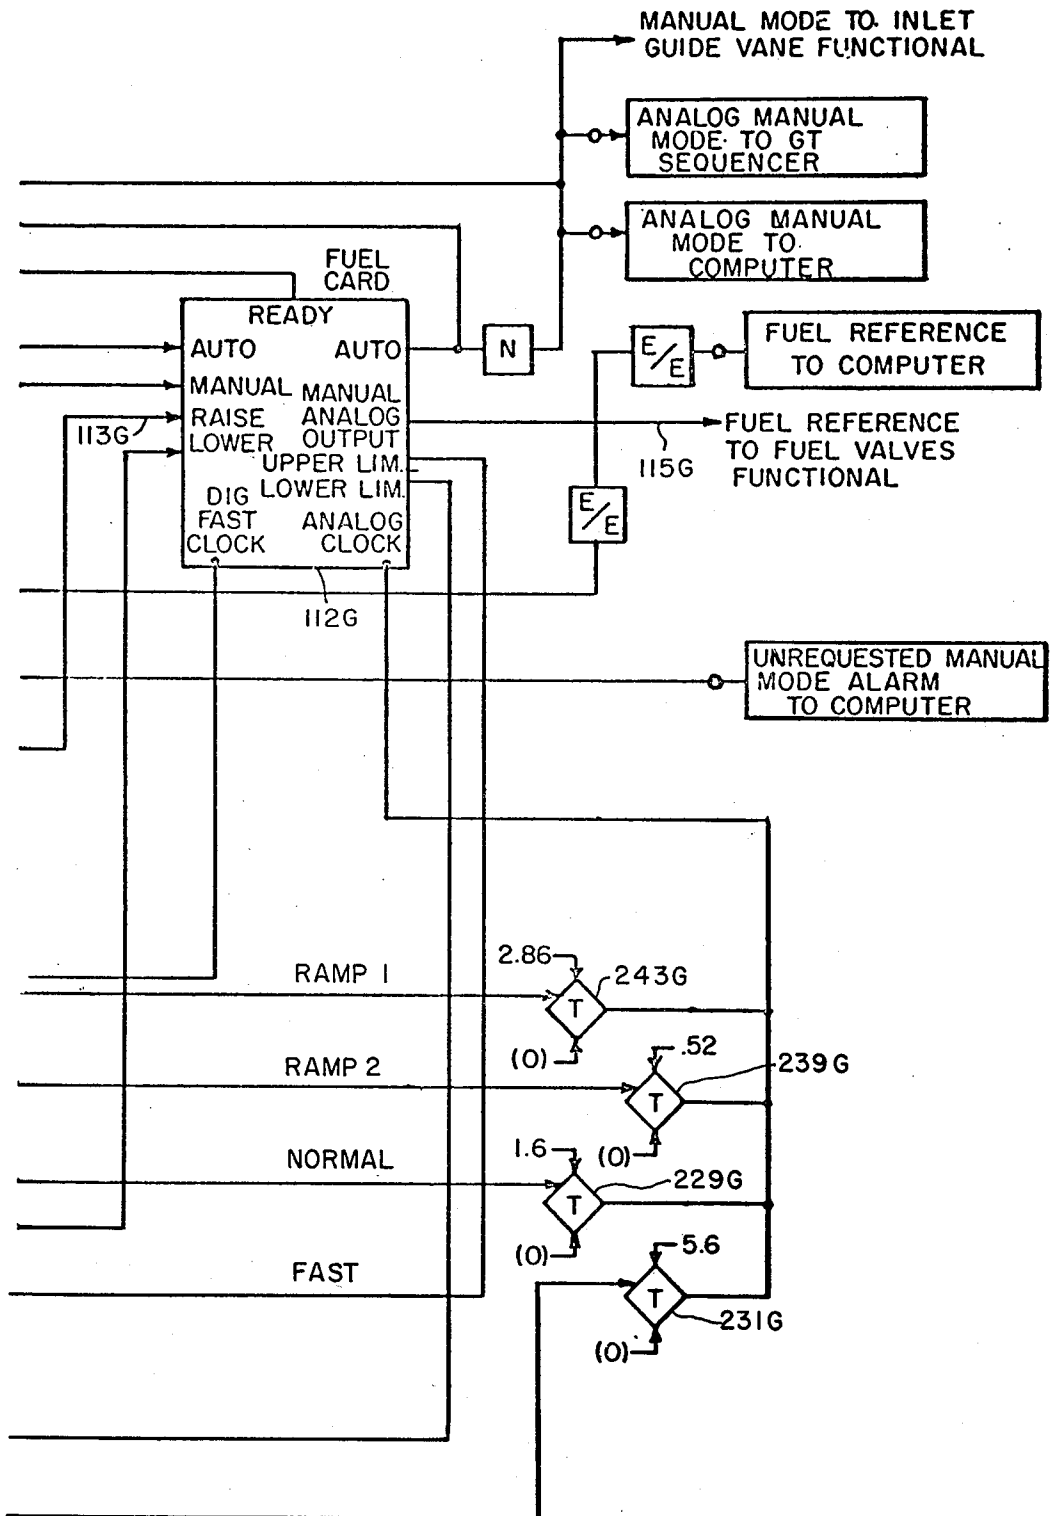 MANUAL MODE TO INLET
GUIDE VANE FUNCTIONAL
ANALOG MANUAL
MODE TO GT
SEQUENCER
ANALOG MANUAL
MODE TO
COMPUTER
FUEL
CARD
READY
AUTO
AUTO
N
MANUAL
MANUAL
ANALOG
OUTPUT
RAISE
LOWER
113G
UPPER LIM.
LOWER LIM.
DIG
FAST
CLOCK
ANALOG
CLOCK
112G
E/E
FUEL REFERENCE
TO COMPUTER
FUEL REFERENCE
TO FUEL VALVES
FUNCTIONAL
115G
E/E
UNREQUESTED MANUAL
MODE ALARM
TO COMPUTER
RAMP 1
2.86
T
243G
(0)
RAMP 2
.52
T
239G
(0)
NORMAL
1.6
T
229G
(0)
FAST
5.6
T
231G
(0)